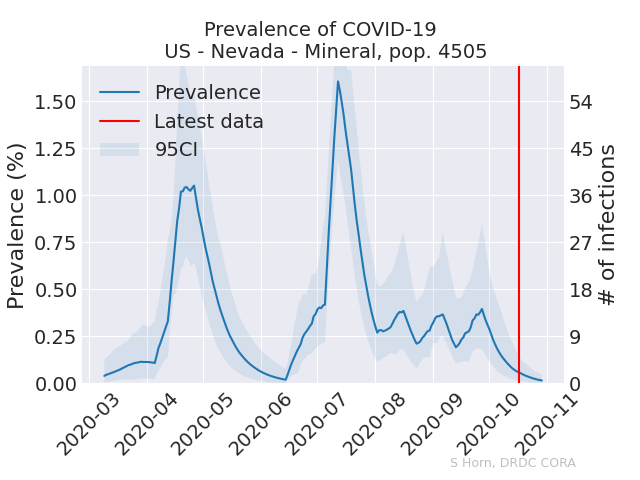 Prevalence of COVID-19
US - Nevada - Mineral, pop. 4505
Prevalence
Latest data
95CI
Prevalence (%)
1.50
1.25
1.00
0.75
0.50
0.25
0.00
54
45
36
27
18
9
0
# of infections
2020-03
2020-04
2020-05
2020-06
2020-07
2020-08
2020-09
2020-10
2020-11
S Horn, DRDC CORA